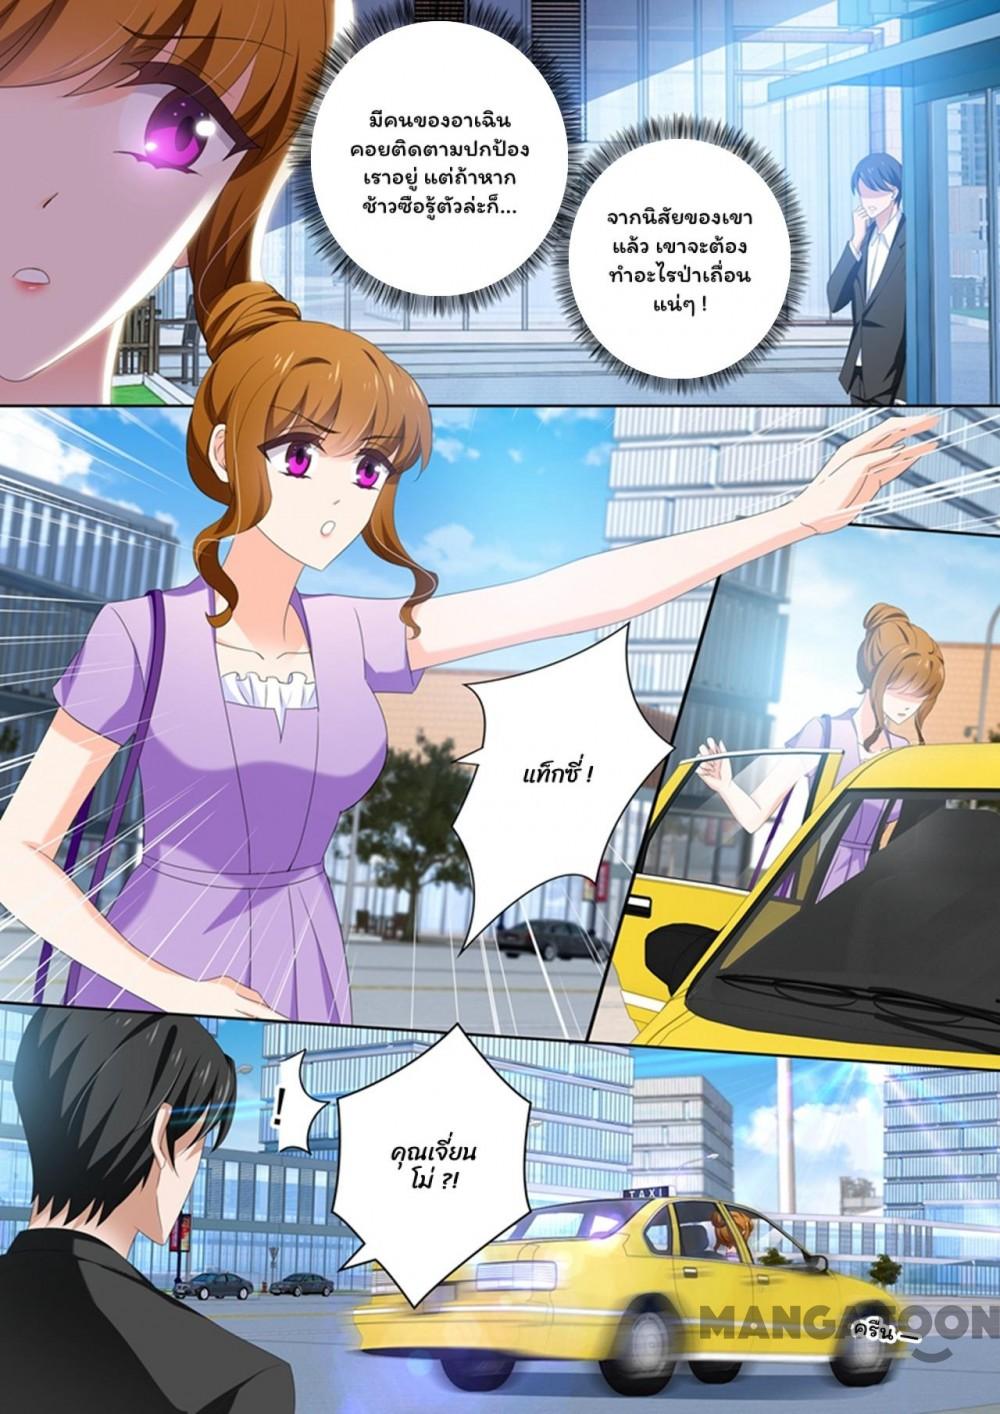 มีคนของอาเฉิน
คอยติดตามปกป้อง
เราอยู่ แต่ถ้าหาก
ช้าวซือรู้ตัวล่ะก็...
จากนิสัยของเขา
แล้ว เขาจะต้อง
ทำอะไรป่าเถื่อน
แน่ๆ !
แท็กซี่ !
!
คุณเจี่ยน
โม่ ?!
TAXI
ครืน—
MANGATOON